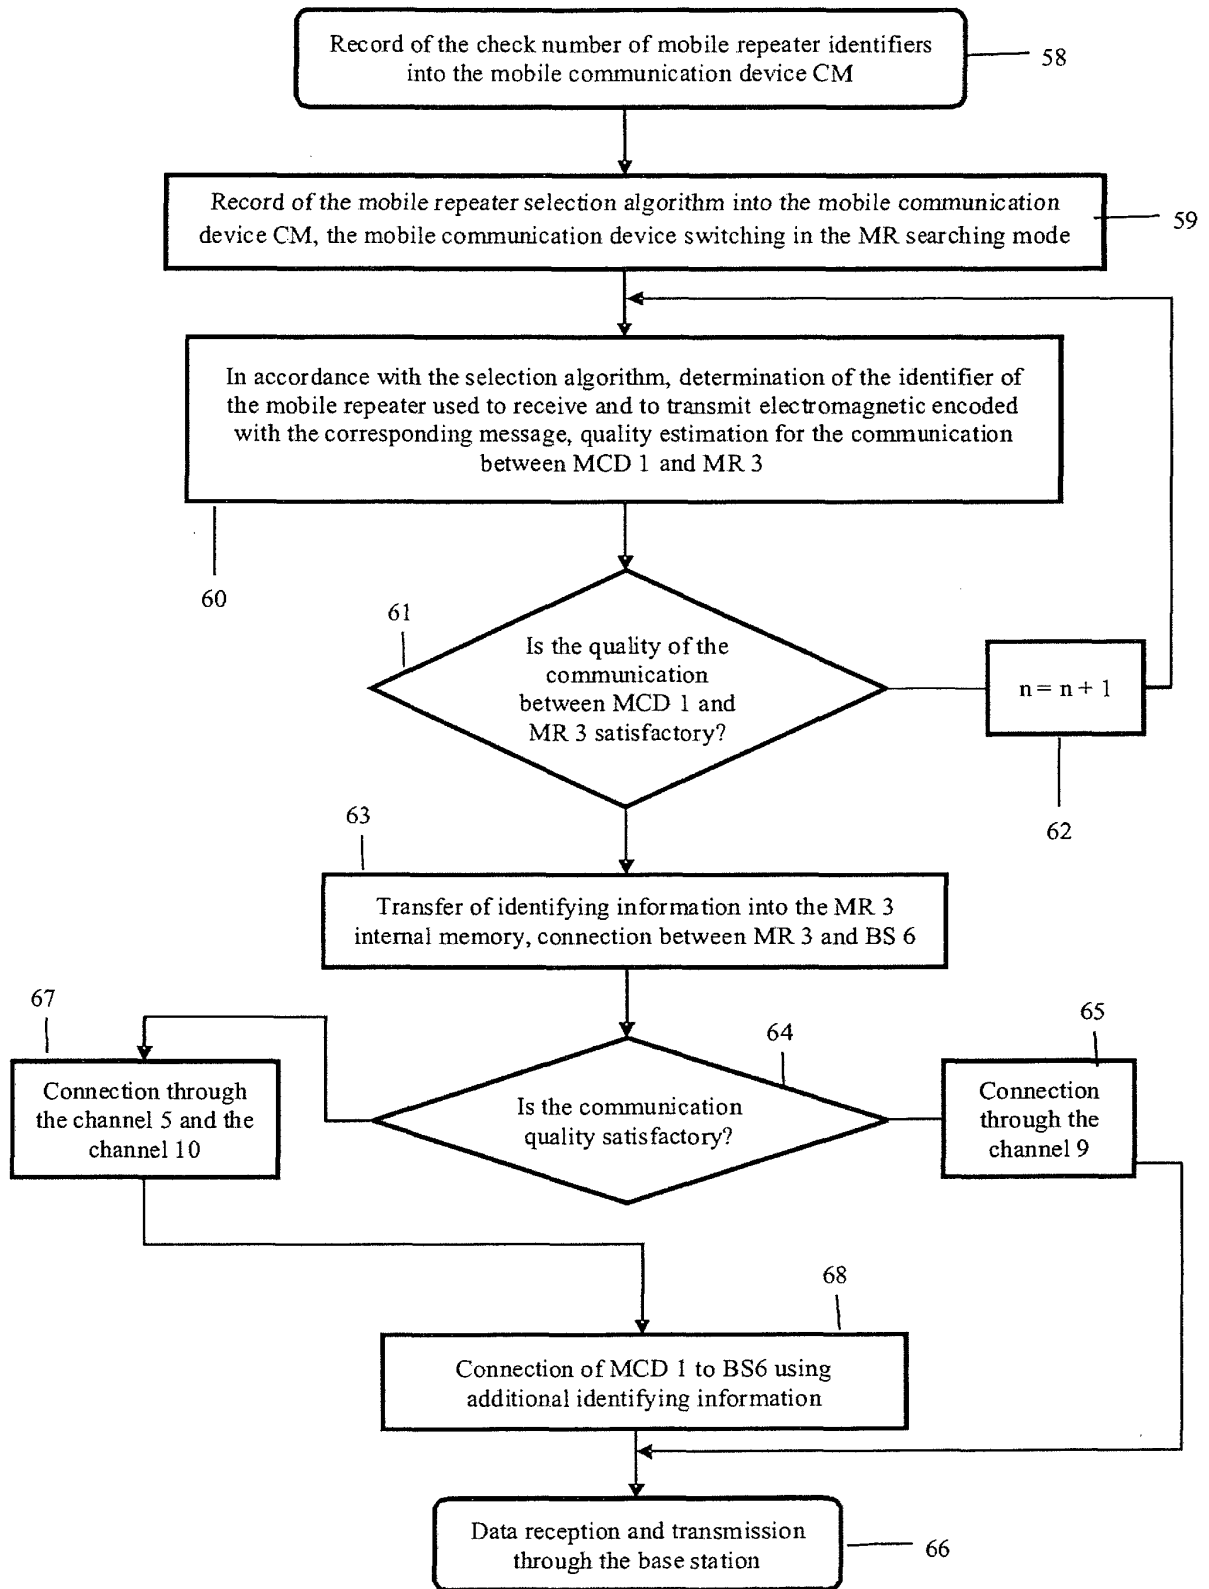 Record of the check number of mobile repeater identifiers
into the mobile communication device CM
58
Record of the mobile repeater selection algorithm into the mobile communication
device CM, the mobile communication device switching in the MR searching mode
59
In accordance with the selection algorithm, determination of the identifier of
the mobile repeater used to receive and to transmit electromagnetic encoded
with the corresponding message, quality estimation for the communication
between MCD 1 and MR 3
60
61
Is the quality of the
communication
between MCD 1 and
MR 3 satisfactory?
n = n + 1
62
63
Transfer of identifying information into the MR 3
internal memory, connection between MR 3 and BS 6
67
Connection through
the channel 5 and the
channel 10
64
Is the communication
quality satisfactory?
65
Connection
through the
channel 9
68
Connection of MCD 1 to BS6 using
additional identifying information
Data reception and transmission
through the base station
66